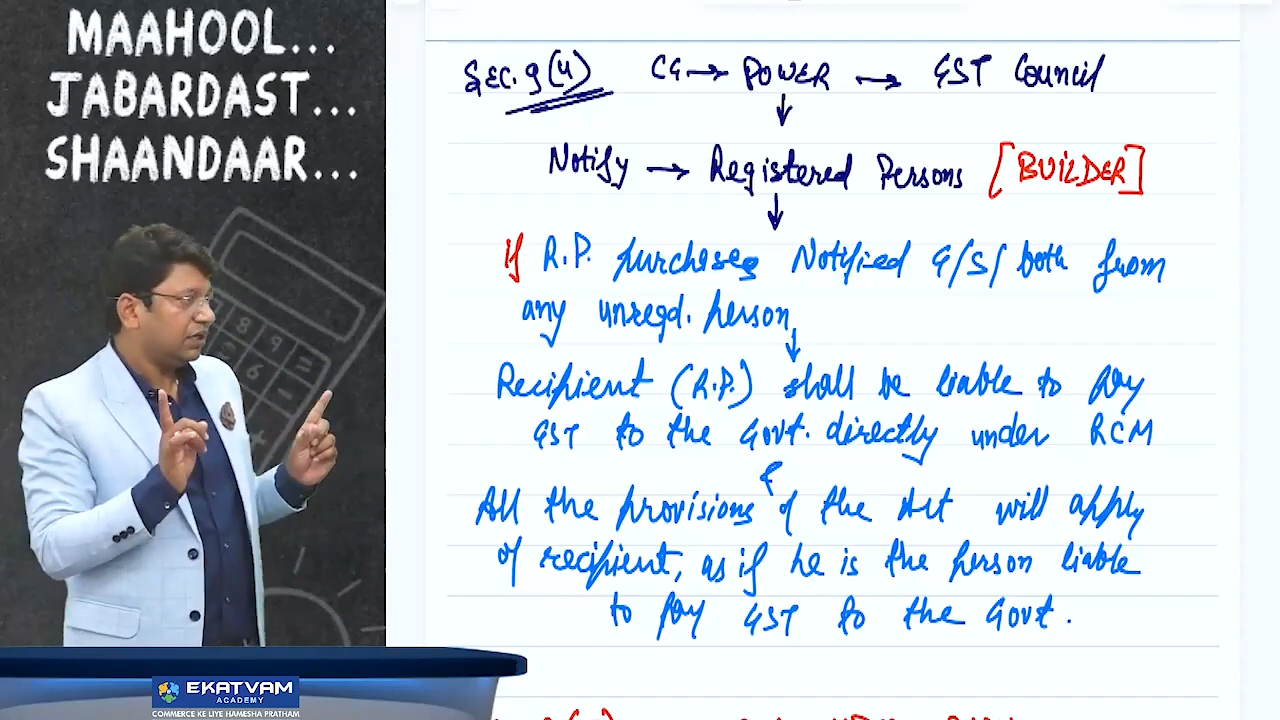 MAAHOOL...
JABARDAST...
SHAANDAAR...
SEC. 9(4) CG → POWER → GST Council
↓
Notify → Registered Persons [BUILDER]
↓
If R.P. purchases Notified G/S/ both from
any unregd. person
↓
Recipient (R.P.) shall be liable to pay
GST to the Govt. directly under RCM
&
All the provisions of the Act will apply
of recipient, as if he is the person liable
to pay GST to the Govt.
EKATVAM
ACADEMY
COMMERCE KE LIYE HAMESHA PRATHAM